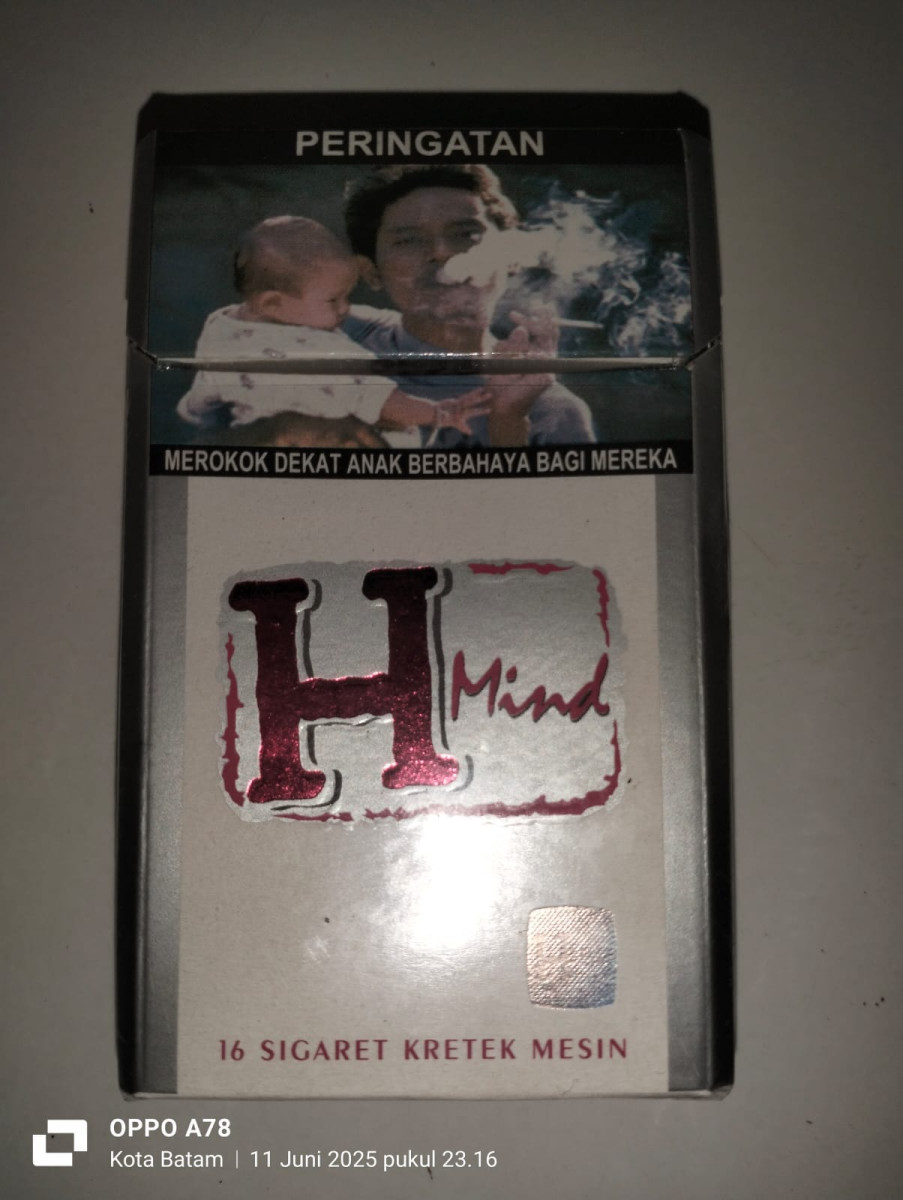 PERINGATAN
MEROKOK DEKAT ANAK BERBAHAYA BAGI MEREKA
H Mind
16 SIGARET KRETEK MESIN
OPPO A78
Kota Batam | 11 Juni 2025 pukul 23.16